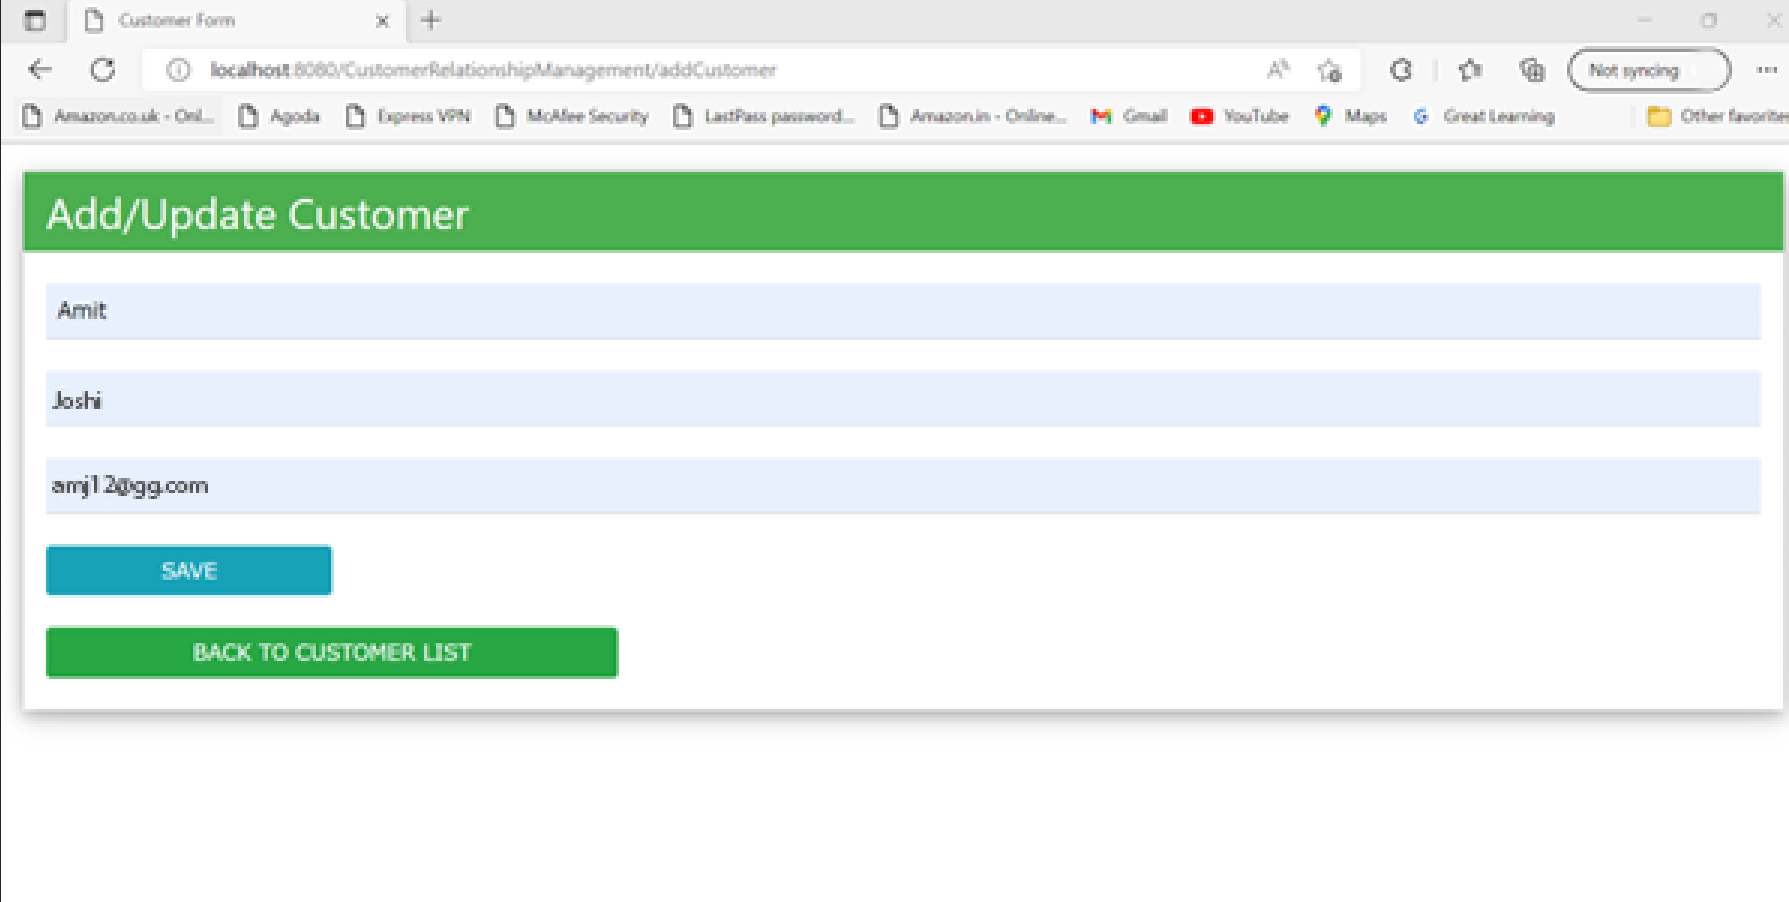 Customer Form
localhost:8080/CustomerRelationshipManagement/addCustomer
A
Not syncing
Amazon.co.uk - Onl...
Agoda
Express VPN
McAfee Security
LastPass password...
Amazon.in - Online...
Gmail
YouTube
Maps
G
Great Learning
Other favorites
Add/Update Customer
Amit
Joshi
amj12@gg.com
SAVE
BACK TO CUSTOMER LIST